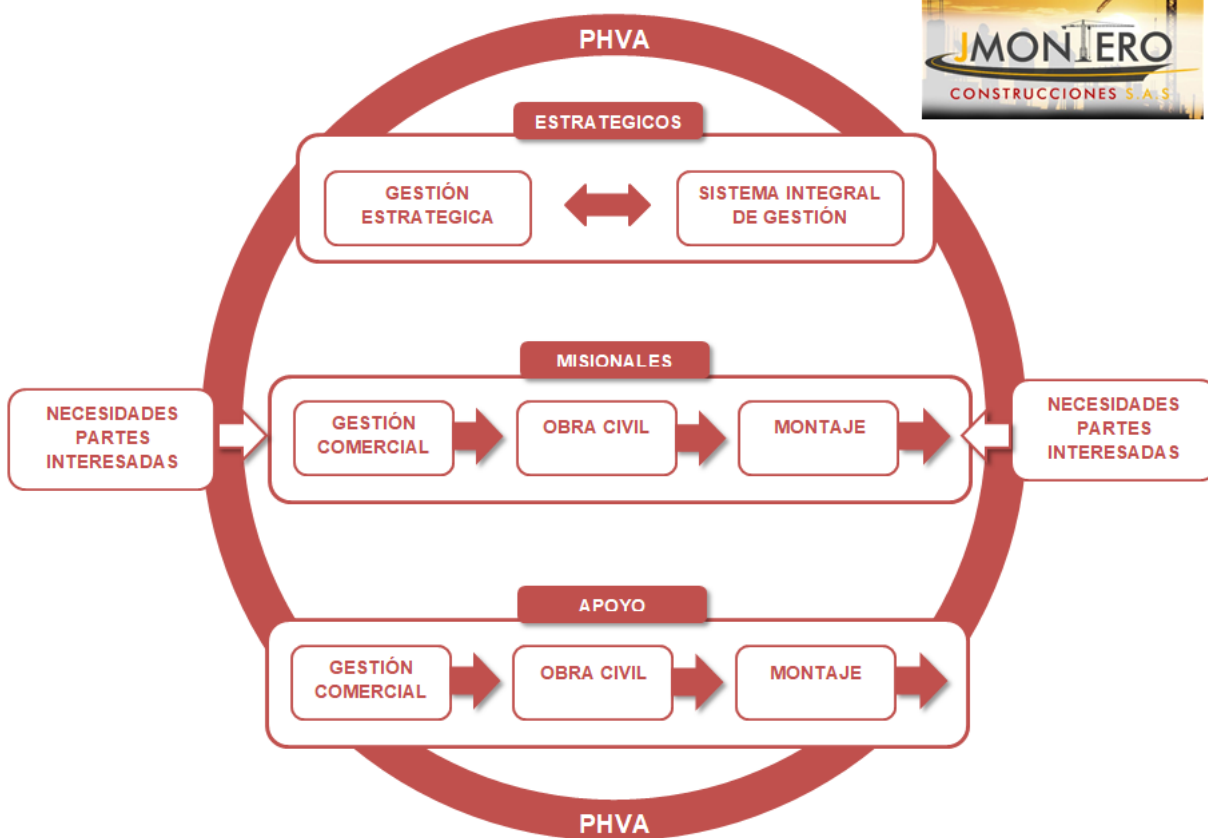 PHVA
JMONTERO
CONSTRUCCIONES S.A.S
ESTRATEGICOS
GESTIÓN
ESTRATEGICA
SISTEMA INTEGRAL
DE GESTIÓN
MISIONALES
NECESIDADES
PARTES
INTERESADAS
GESTIÓN
COMERCIAL
OBRA CIVIL
MONTAJE
NECESIDADES
PARTES
INTERESADAS
APOYO
GESTIÓN
COMERCIAL
OBRA CIVIL
MONTAJE
PHVA